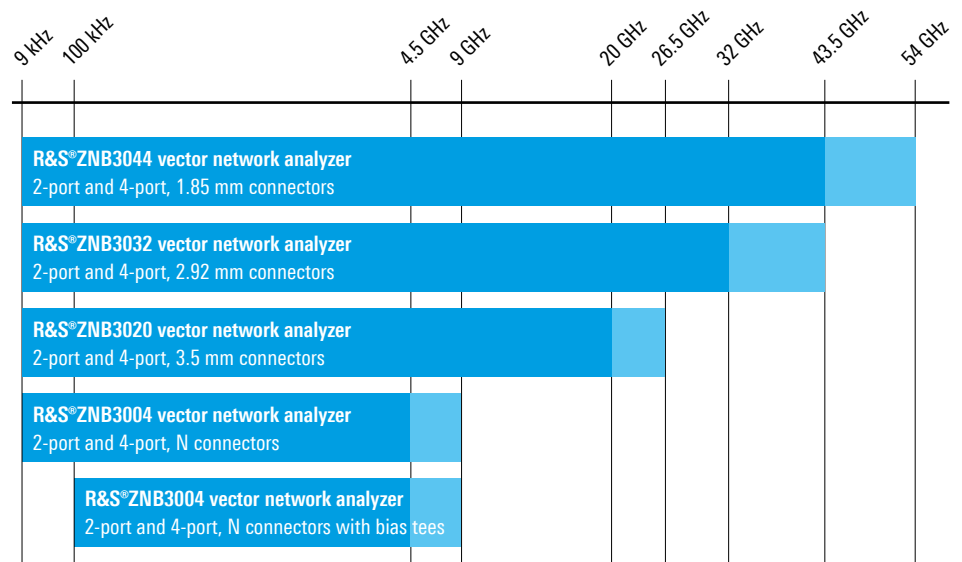 9 kHz
100 kHz
4.5 GHz
9 GHz
20 GHz
26.5 GHz
32 GHz
43.5 GHz
54 GHz
R&S®ZNB3044 vector network analyzer
2-port and 4-port, 1.85 mm connectors
R&S®ZNB3032 vector network analyzer
2-port and 4-port, 2.92 mm connectors
R&S®ZNB3020 vector network analyzer
2-port and 4-port, 3.5 mm connectors
R&S®ZNB3004 vector network analyzer
2-port and 4-port, N connectors
R&S®ZNB3004 vector network analyzer
2-port and 4-port, N connectors with bias tees